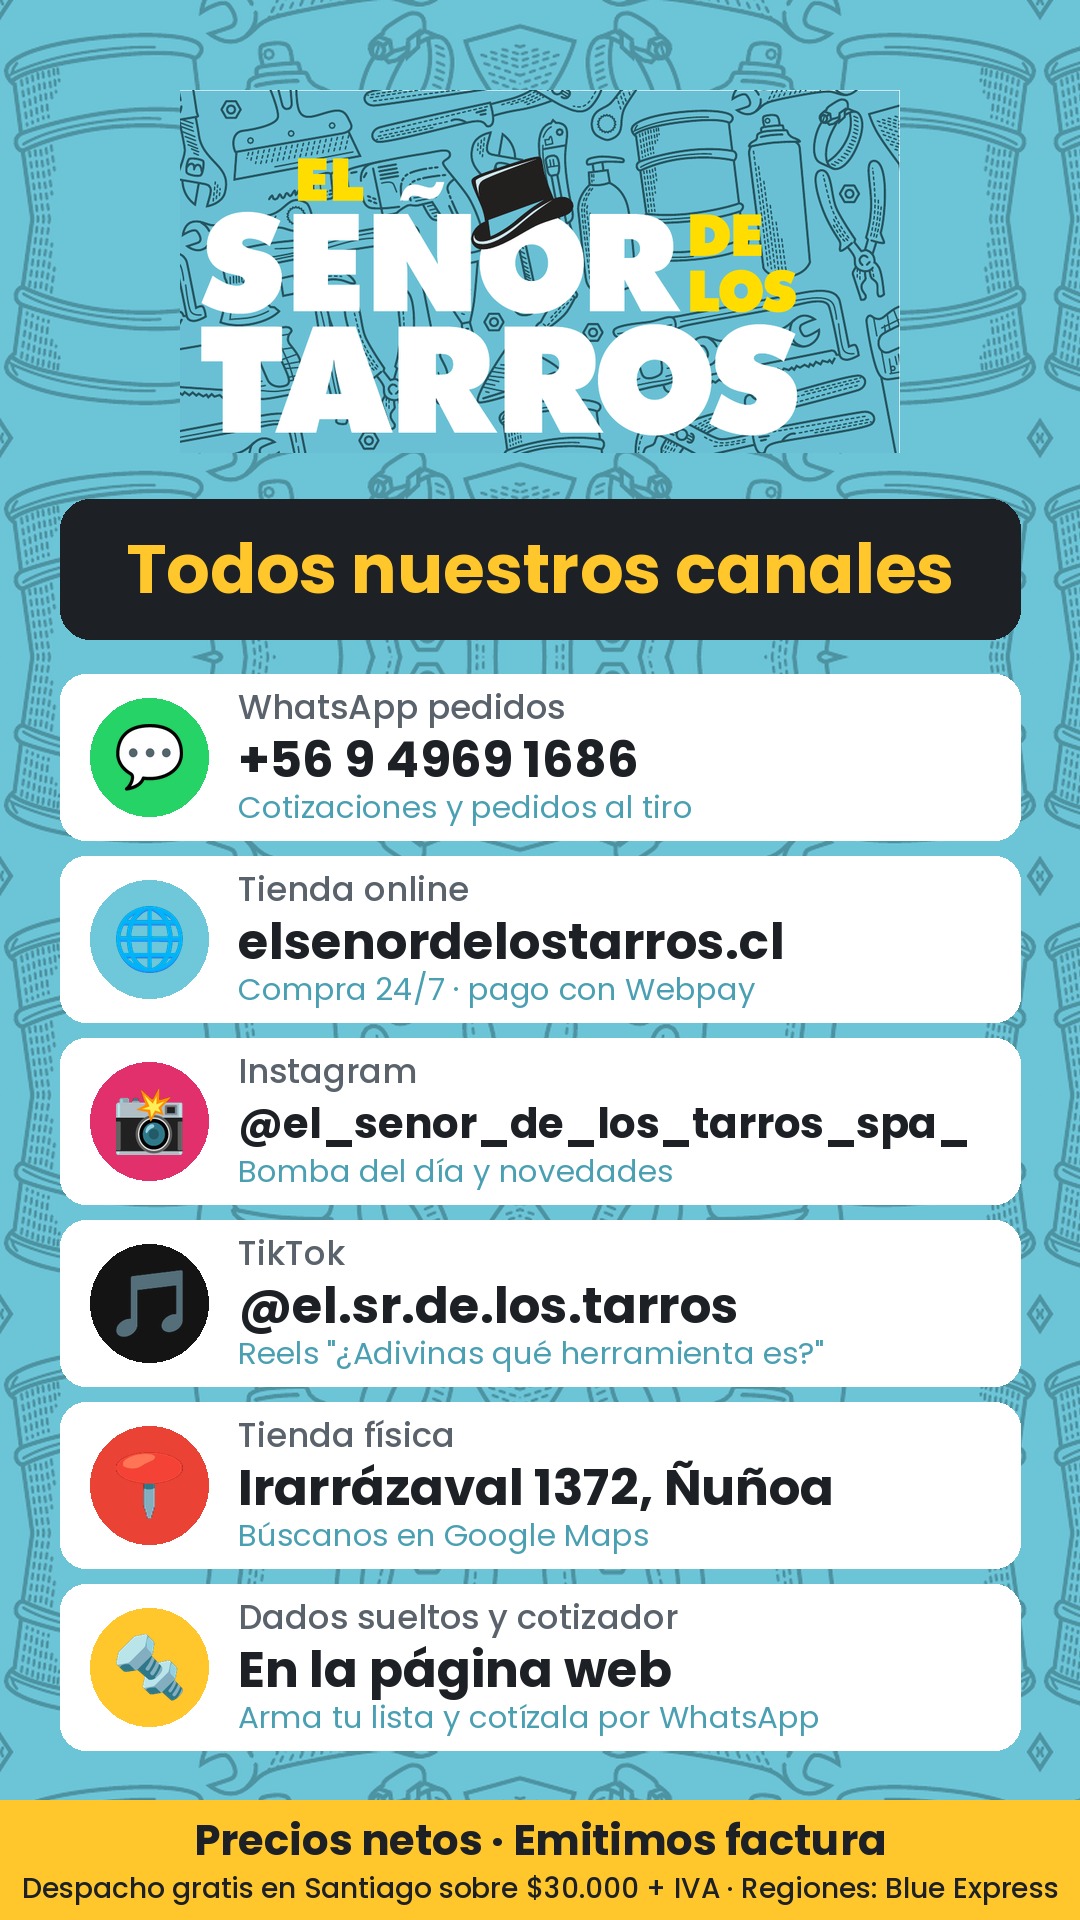 EL
SEÑOR DE LOS
TARROS
Todos nuestros canales
WhatsApp pedidos
+56 9 4969 1686
Cotizaciones y pedidos al tiro
Tienda online
elsenordelostarros.cl
Compra 24/7 · pago con Webpay
Instagram
@el_senor_de_los_tarros_spa_
Bomba del día y novedades
TikTok
@el.sr.de.los.tarros
Reels "¿Adivinas qué herramienta es?"
Tienda física
Irarrázaval 1372, Ñuñoa
Búscanos en Google Maps
Dados sueltos y cotizador
En la página web
Arma tu lista y cotízala por WhatsApp
Precios netos · Emitimos factura
Despacho gratis en Santiago sobre $30.000 + IVA · Regiones: Blue Express